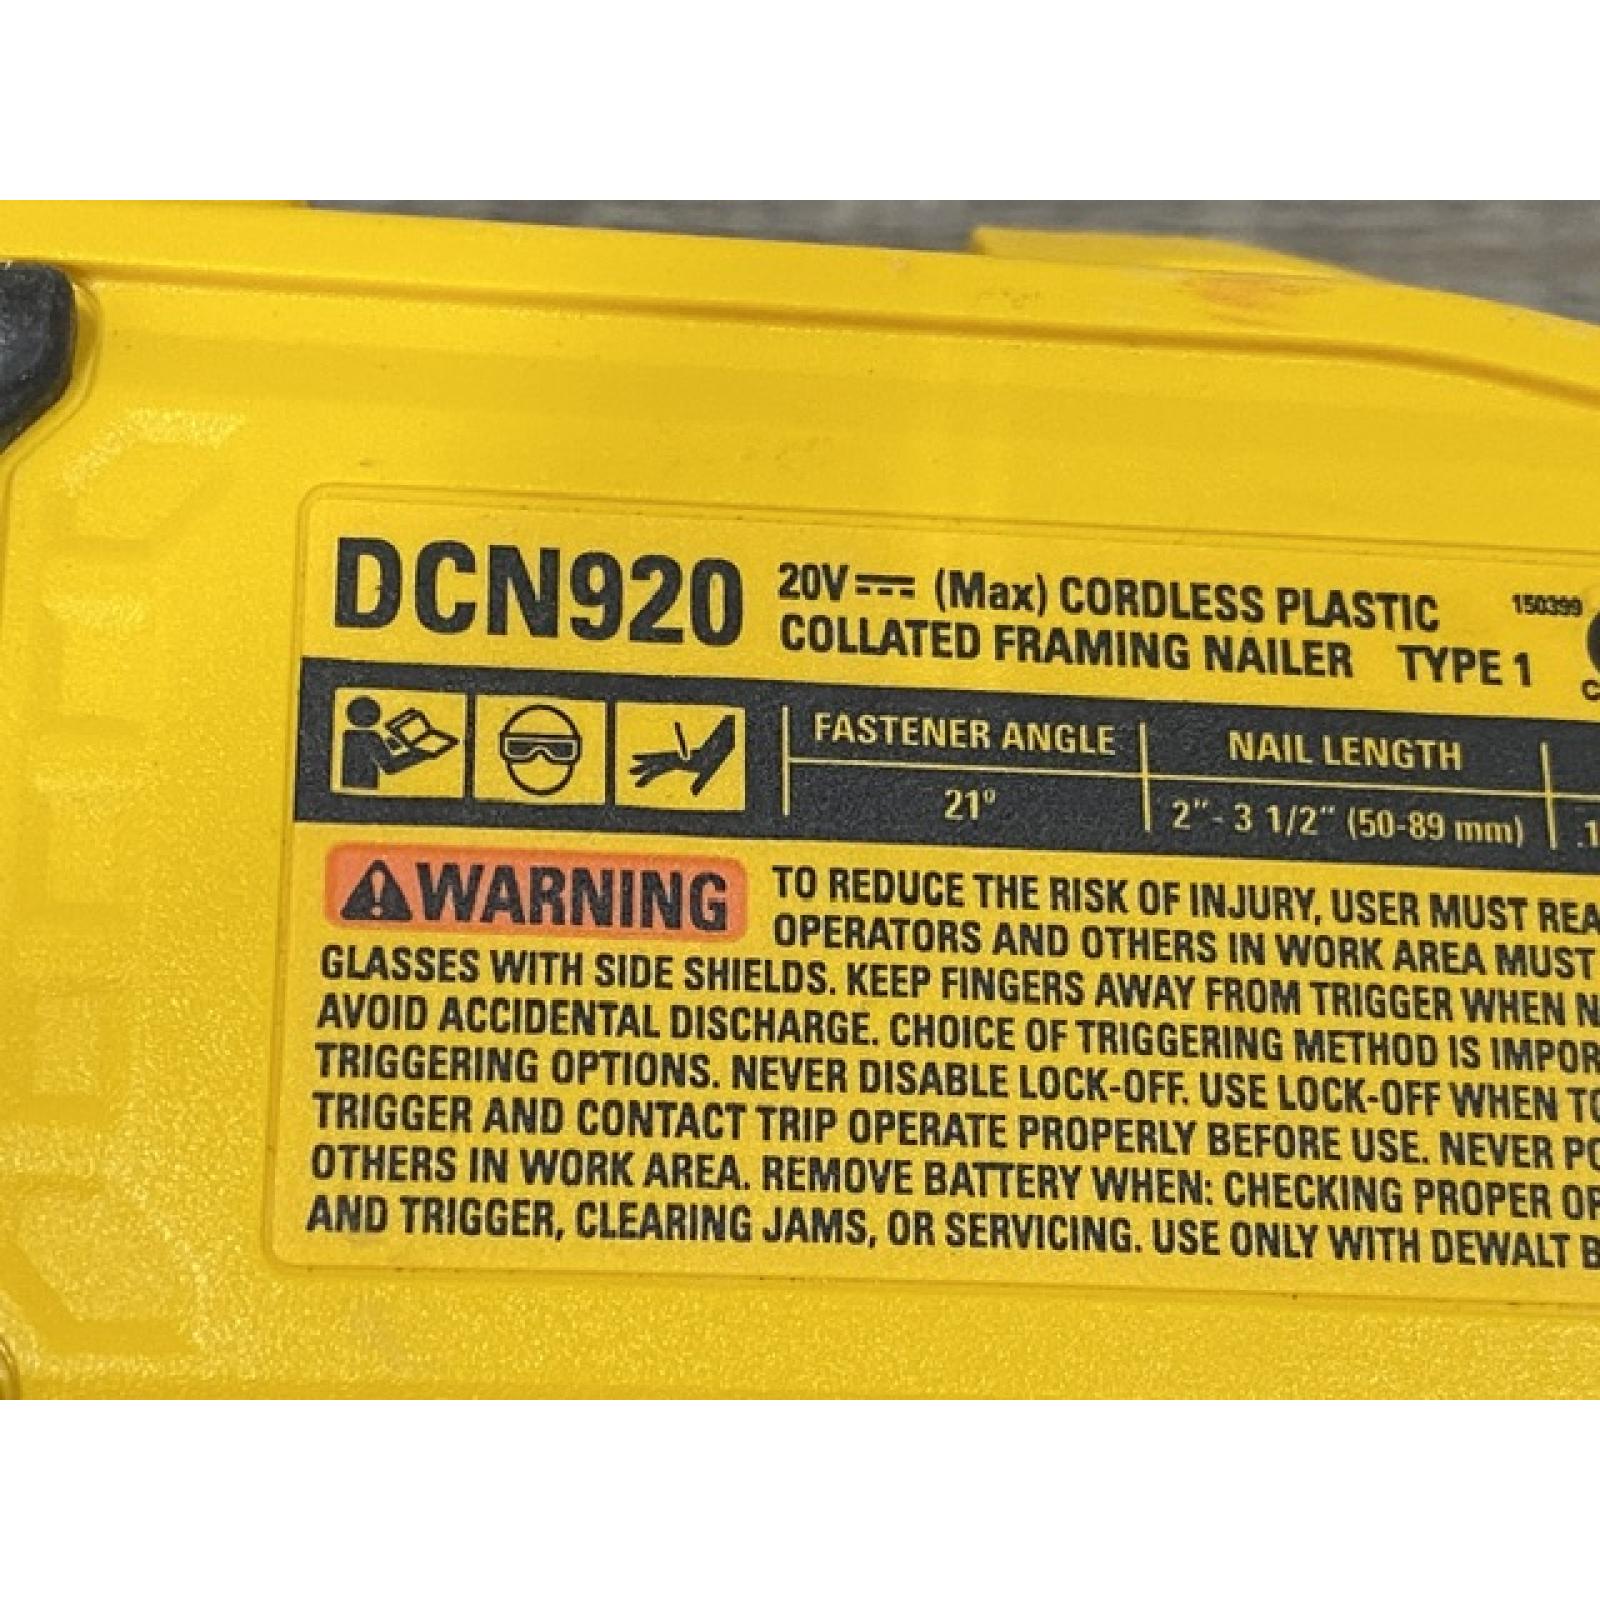 DCN920 20V (Max) CORDLESS PLASTIC
COLLATED FRAMING NAILER TYPE 1
150399
FASTENER ANGLE NAIL LENGTH
21° 2" - 3 1/2" (50-89 mm)
WARNING TO REDUCE THE RISK OF INJURY, USER MUST
OPERATORS AND OTHERS IN WORK AREA MUST
GLASSES WITH SIDE SHIELDS. KEEP FINGERS AWAY FROM TRIGGER WHEN
AVOID ACCIDENTAL DISCHARGE. CHOICE OF TRIGGERING METHOD IS
TRIGGERING OPTIONS. NEVER DISABLE LOCK-OFF. USE LOCK-OFF WHEN
TRIGGER AND CONTACT TRIP OPERATE PROPERLY BEFORE USE. NEVER
OTHERS IN WORK AREA. REMOVE BATTERY WHEN: CHECKING PROPER
AND TRIGGER, CLEARING JAMS, OR SERVICING. USE ONLY WITH DEWALT